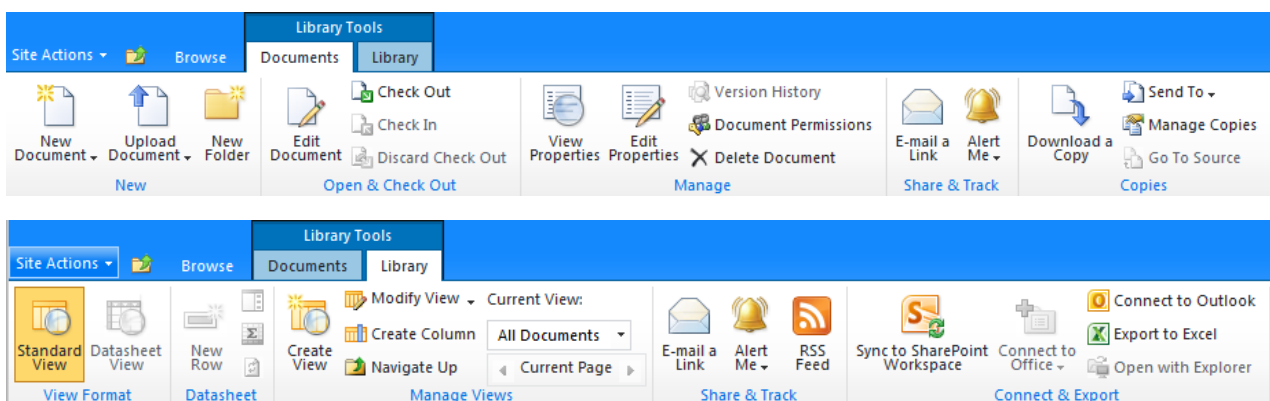 Library Tools
Site Actions Browse Documents Library
New Document Upload Document New Folder
New
Edit Document Check Out
Check In
Discard Check Out
Open & Check Out
View Properties Edit Properties Version History
Document Permissions
Delete Document
Manage
E-mail a Link Alert Me
Share & Track
Download a Copy Send To
Manage Copies
Go To Source
Copies
Library Tools
Site Actions Browse Documents Library
Standard View Datasheet View
View Format
New Row
Datasheet
Create View Modify View
Create Column
Navigate Up
Current View:
All Documents
Current Page
Manage Views
E-mail a Link Alert Me RSS Feed
Share & Track
Sync to SharePoint Workspace Connect to Office Connect to Outlook
Export to Excel
Open with Explorer
Connect & Export